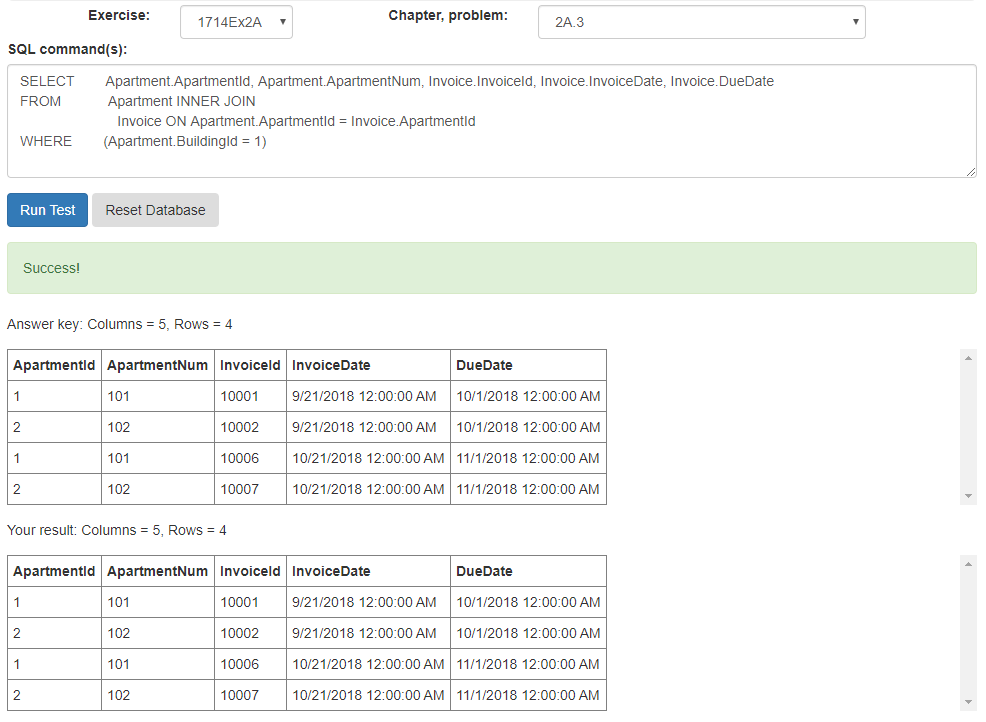 Exercise: 1714Ex2A Chapter, problem: 2A.3
SQL command(s):
SELECT Apartment.ApartmentId, Apartment.ApartmentNum, Invoice.InvoiceId, Invoice.InvoiceDate, Invoice.DueDate
FROM Apartment INNER JOIN
Invoice ON Apartment.ApartmentId = Invoice.ApartmentId
WHERE (Apartment.BuildingId = 1)
Run Test Reset Database
Success!
Answer key: Columns = 5, Rows = 4
ApartmentId ApartmentNum InvoiceId InvoiceDate DueDate
1 101 10001 9/21/2018 12:00:00 AM 10/1/2018 12:00:00 AM
2 102 10002 9/21/2018 12:00:00 AM 10/1/2018 12:00:00 AM
1 101 10006 10/21/2018 12:00:00 AM 11/1/2018 12:00:00 AM
2 102 10007 10/21/2018 12:00:00 AM 11/1/2018 12:00:00 AM
Your result: Columns = 5, Rows = 4
ApartmentId ApartmentNum InvoiceId InvoiceDate DueDate
1 101 10001 9/21/2018 12:00:00 AM 10/1/2018 12:00:00 AM
2 102 10002 9/21/2018 12:00:00 AM 10/1/2018 12:00:00 AM
1 101 10006 10/21/2018 12:00:00 AM 11/1/2018 12:00:00 AM
2 102 10007 10/21/2018 12:00:00 AM 11/1/2018 12:00:00 AM